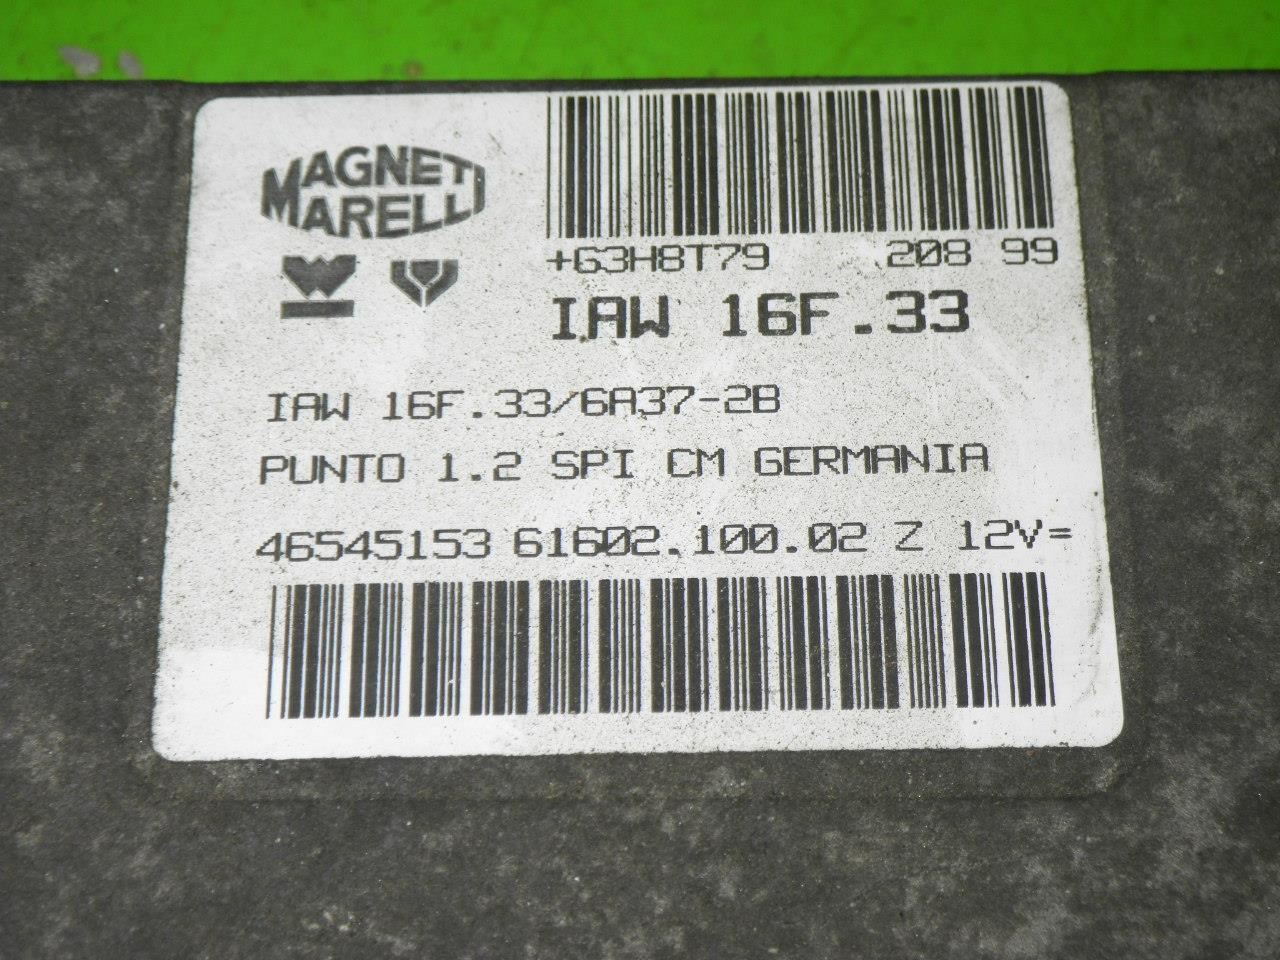 MAGNETI
MARELLI
+G3H8T79 208 99
IAW 16F.33
IAW 16F.33/6A37-2B
PUNTO 1.2 SPI CM GERMANIA
46545153 61602.100.02 Z 12V=